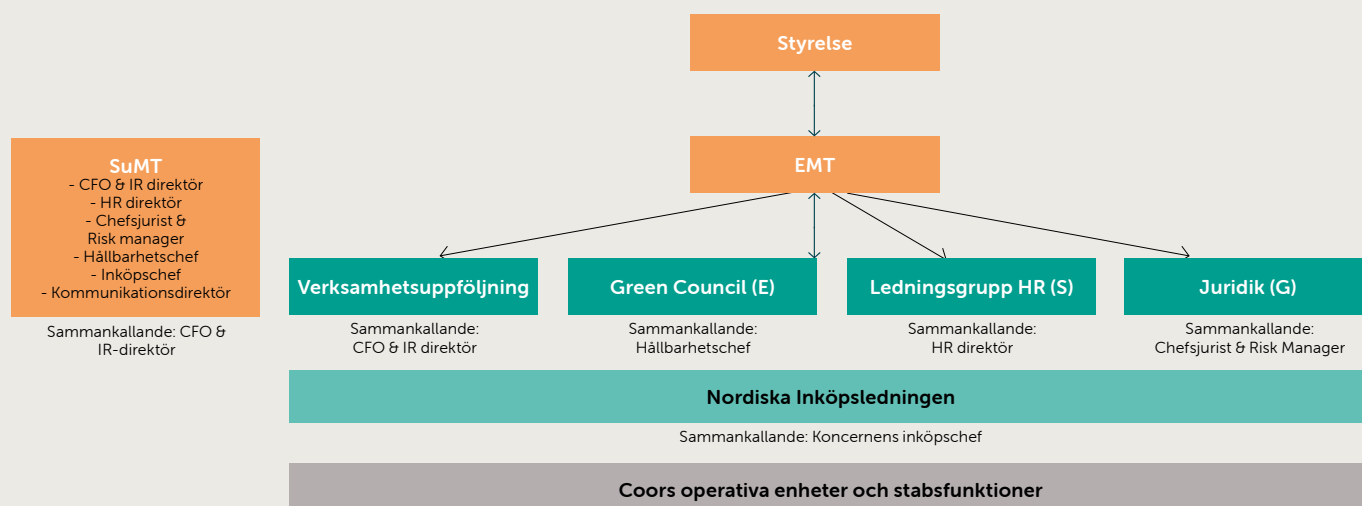 Styrelse
EMT
SuMT
- CFO & IR direktör
- HR direktör
- Chefsjurist &
Risk manager
- Hållbarhetschef
- Inköpschef
- Kommunikationsdirektör
Sammankallande: CFO &
IR-direktör
Verksamhetsuppföljning
Sammankallande:
CFO & IR direktör
Green Council (E)
Sammankallande:
Hållbarhetschef
Ledningsgrupp HR (S)
Sammankallande:
HR direktör
Juridik (G)
Sammankallande:
Chefsjurist & Risk Manager
Nordiska Inköpsledningen
Sammankallande: Koncernens inköpschef
Coors operativa enheter och stabsfunktioner